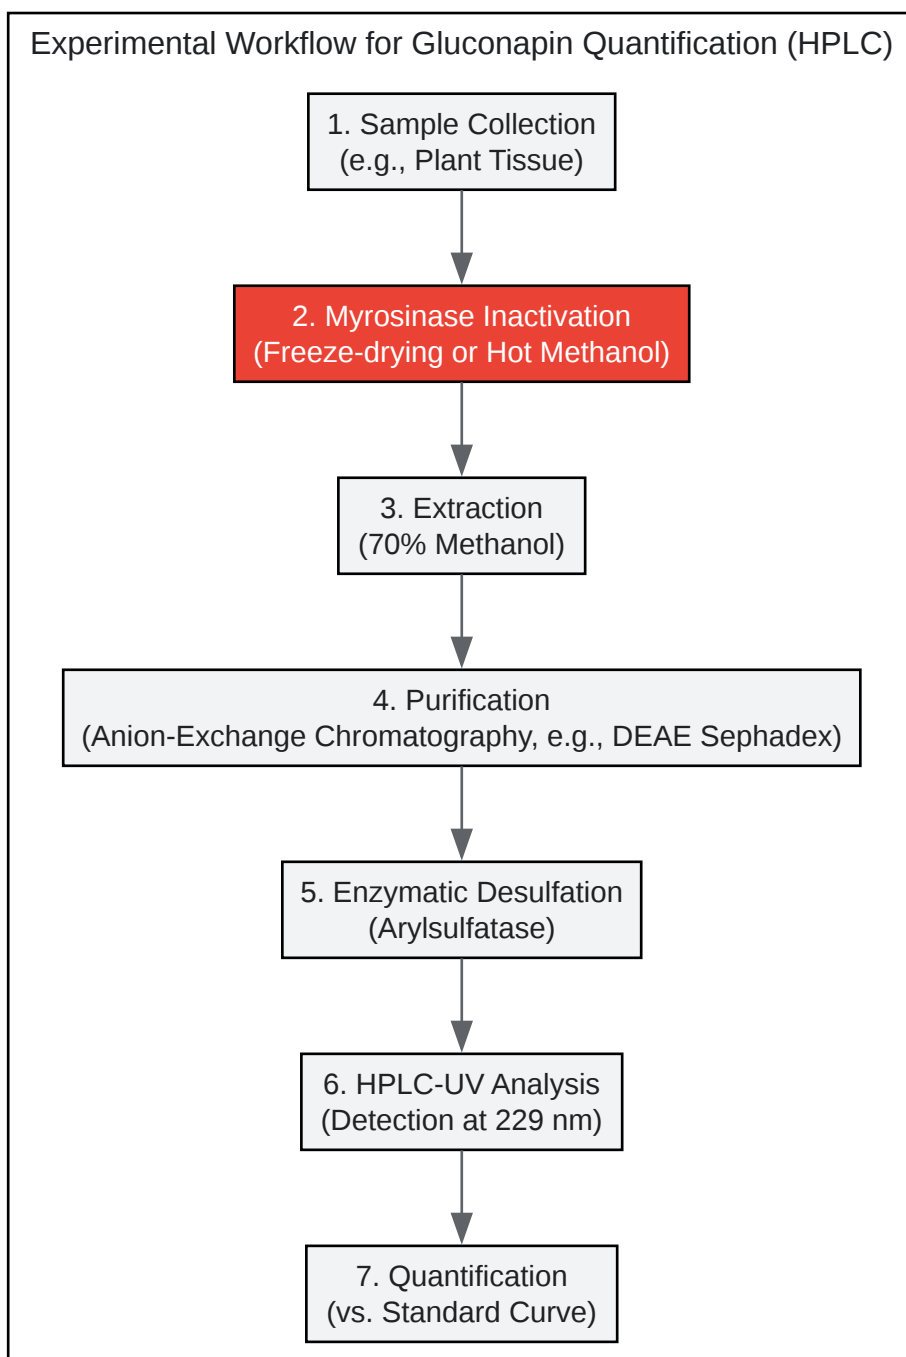 Experimental Workflow for Gluconapin Quantification (HPLC)
1. Sample Collection
(e.g., Plant Tissue)
2. Myrosinase Inactivation
(Freeze-drying or Hot Methanol)
3. Extraction
(70% Methanol)
4. Purification
(Anion-Exchange Chromatography, e.g., DEAE Sephadex)
5. Enzymatic Desulfation
(Arylsulfatase)
6. HPLC-UV Analysis
(Detection at 229 nm)
7. Quantification
(vs. Standard Curve)